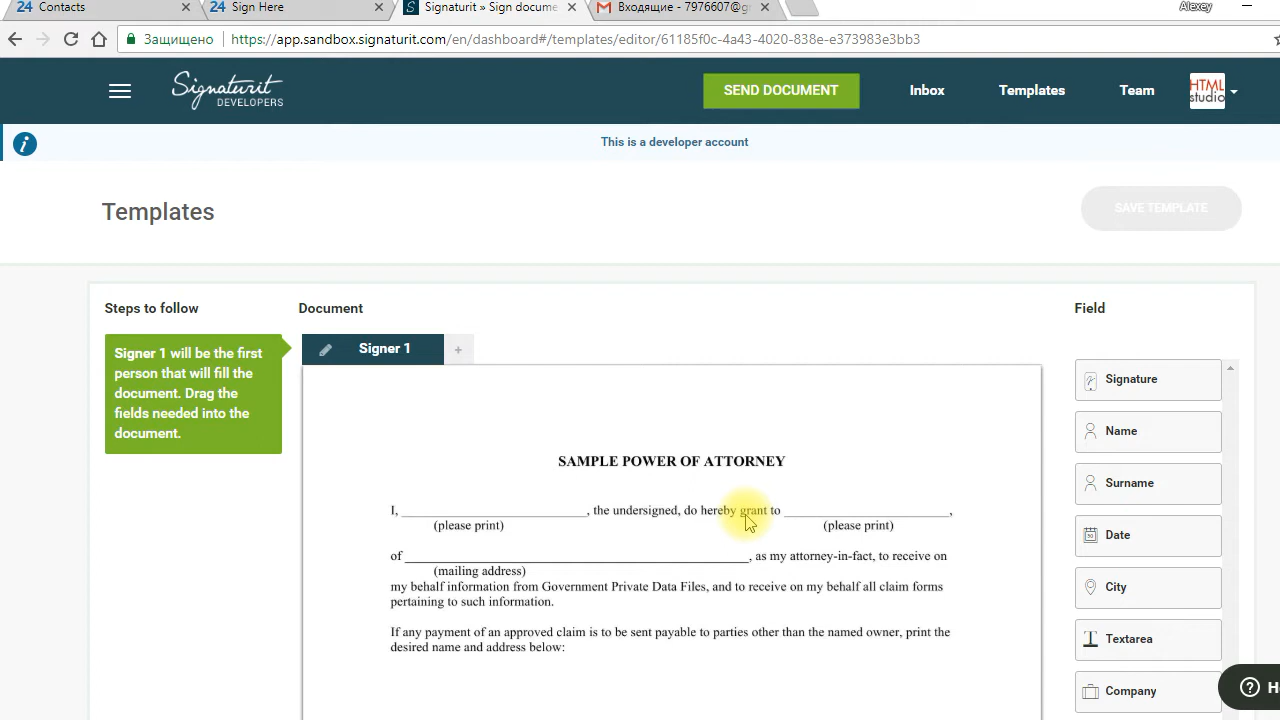 24 Contacts ×
24 Sign Here ×
Signaturit » Sign docume ×
Входящие - 7976607@g ×
Alexey
Защищено
https://app.sandbox.signaturit.com/en/dashboard#/templates/editor/61185f0c-4a43-4020-838e-e373983e3bb3
Signaturit
DEVELOPERS
SEND DOCUMENT
Inbox
Templates
Team
HTML
studio
i
This is a developer account
Templates
SAVE TEMPLATE
Steps to follow
Document
Field
Signer 1 will be the first
person that will fill the
document. Drag the
fields needed into the
document.
Signer 1
+
SAMPLE POWER OF ATTORNEY
I, ____________________________, the undersigned, do hereby grant to _________________________,
(please print) (please print)
of ____________________________________________________, as my attorney-in-fact, to receive on
(mailing address)
my behalf information from Government Private Data Files, and to receive on my behalf all claim forms
pertaining to such information.
If any payment of an approved claim is to be sent payable to parties other than the named owner, print the
desired name and address below:
Signature
Name
Surname
Date
City
Textarea
Company
? H